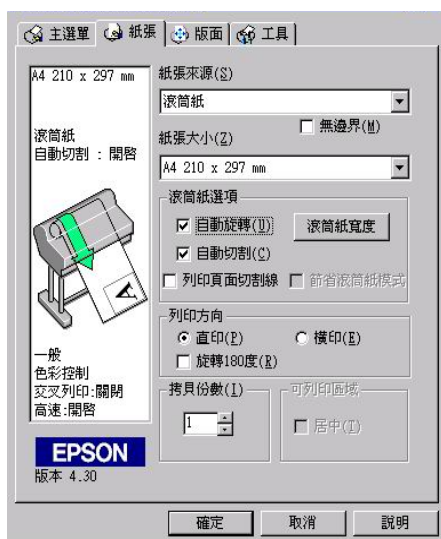 主選單 紙張 版面 工具
A4 210 x 297 mm
滾筒紙
自動切割 : 開啓
一般
色彩控制
交叉列印:關閉
高速:開啓
EPSON
版本 4.30
紙張來源(S)
滾筒紙
無邊界(M)
紙張大小(Z)
A4 210 x 297 mm
滾筒紙選項
自動旋轉(U) 滾筒紙寬度
自動切割(C)
列印頁面切割線 節省滾筒紙模式
列印方向
直印(P) 橫印(E)
旋轉180度(R)
拷貝份數(I) 可列印區域
1 居中(T)
確定 取消 說明